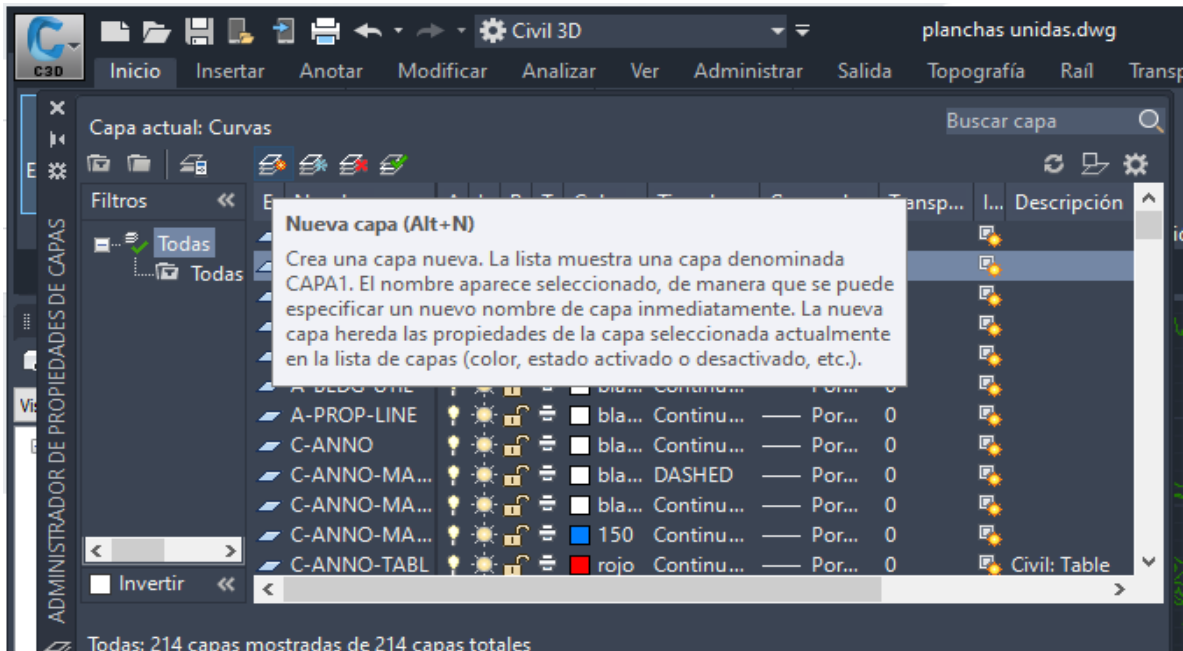 C3D
Civil 3D
planchas unidas.dwg
Inicio Insertar Anotar Modificar Analizar Ver Administrar Salida Topografía Raíl Transp
Capa actual: Curvas
Buscar capa
Filtros
Transp... I... Descripción
Todas
Todas
Nueva capa (Alt+N)
Crea una capa nueva. La lista muestra una capa denominada
CAPA1. El nombre aparece seleccionado, de manera que se puede
especificar un nuevo nombre de capa inmediatamente. La nueva
capa hereda las propiedades de la capa seleccionada actualmente
en la lista de capas (color, estado activado o desactivado, etc.).
A-PROP-LINE bla... Continu... Por... 0
C-ANNO bla... Continu... Por... 0
C-ANNO-MA... bla... DASHED Por... 0
C-ANNO-MA... bla... Continu... Por... 0
C-ANNO-MA... 150 Continu... Por... 0
C-ANNO-TABL rojo Continu... Por... 0 Civil: Table
Invertir
Todas: 214 capas mostradas de 214 capas totales
ADMINISTRADOR DE PROPIEDADES DE CAPAS